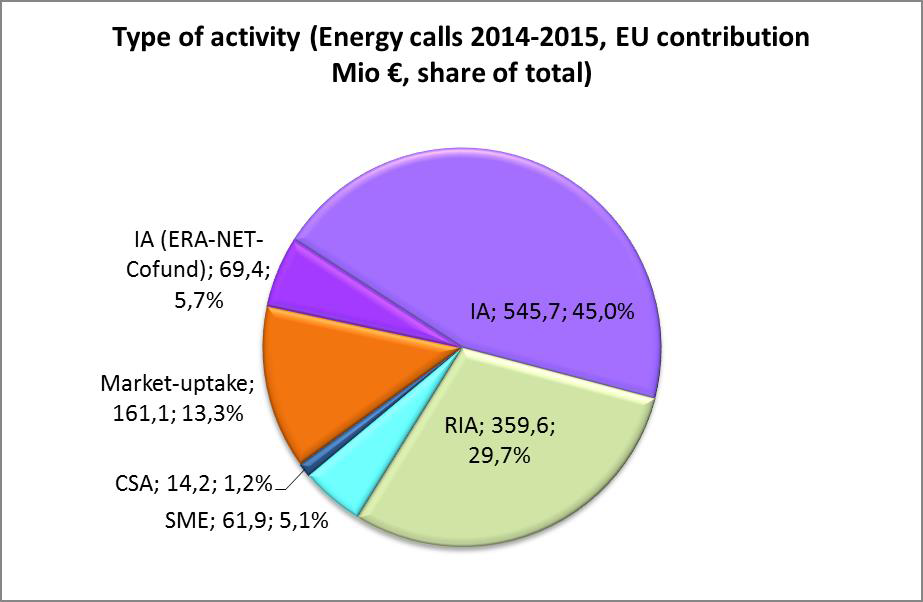 Type of activity (Energy calls 2014-2015, EU contribution
Mio €, share of total)
IA (ERA-NET-
Cofund); 69,4;
5,7%
IA; 545,7; 45,0%
Market-uptake;
161,1; 13,3%
RIA; 359,6;
29,7%
CSA; 14,2; 1,2%
SME; 61,9; 5,1%